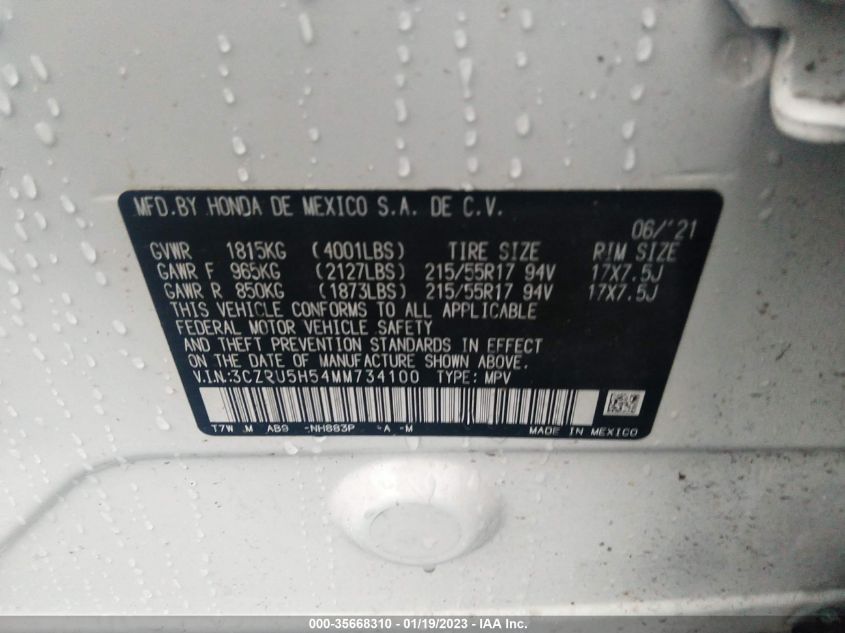 MFD.BY HONDA DE MEXICO S.A. DE C.V.
06/'21
GVWR 1815KG (4001LBS) TIRE SIZE RIM SIZE
GAWR F 965KG (2127LBS) 215/55R17 94V 17X7.5J
GAWR R 850KG (1873LBS) 215/55R17 94V 17X7.5J
THIS VEHICLE CONFORMS TO ALL APPLICABLE
FEDERAL MOTOR VEHICLE SAFETY
AND THEFT PREVENTION STANDARDS IN EFFECT
ON THE DATE OF MANUFACTURE SHOWN ABOVE.
V.I.N:3CZRU5H54MM734100 TYPE: MPV
T7W M AB9 -NH883P -A -M MADE IN MEXICO
000-35668310 - 01/19/2023 - IAA Inc.